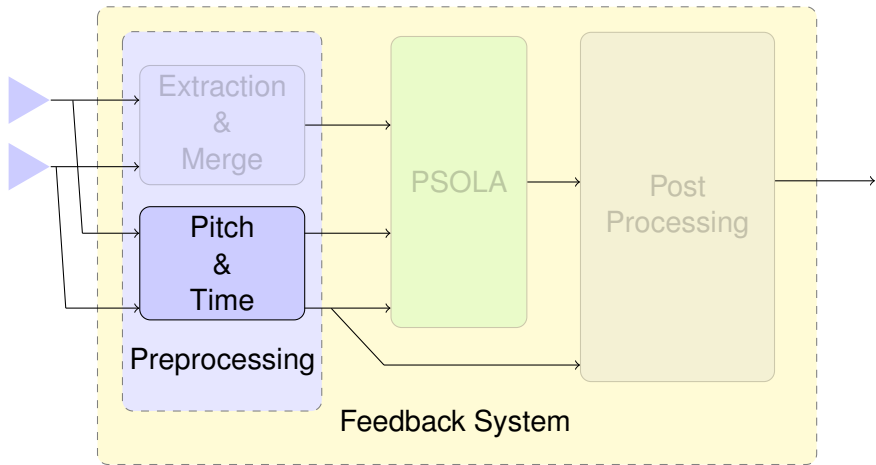 Extraction
&
Merge
Pitch
&
Time
Preprocessing
PSOLA
Post
Processing
Feedback System